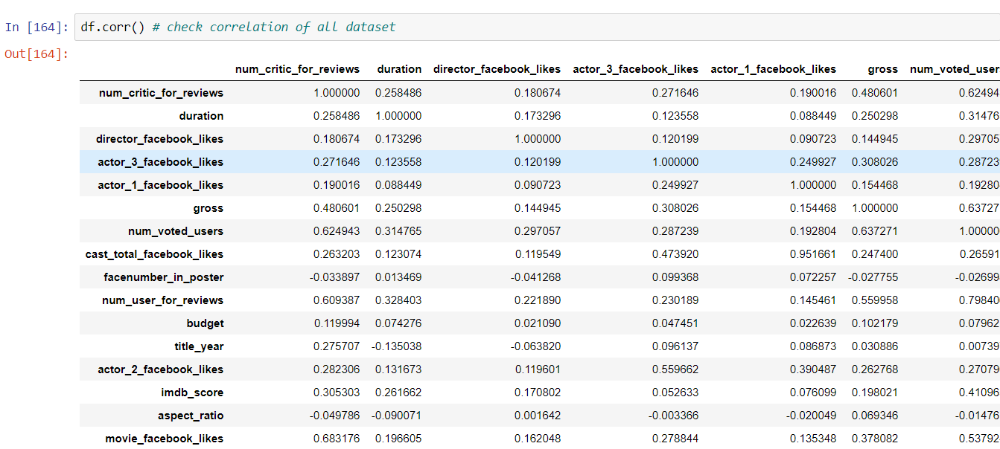 In [164]: df.corr() # check correlation of all dataset
Out[164]:
num_critic_for_reviews duration director_facebook_likes actor_3_facebook_likes actor_1_facebook_likes gross num_voted_user
num_critic_for_reviews 1.000000 0.258486 0.180674 0.271646 0.190016 0.480601 0.62494
duration 0.258486 1.000000 0.173296 0.123558 0.088449 0.250298 0.31476
director_facebook_likes 0.180674 0.173296 1.000000 0.120199 0.090723 0.144945 0.29705
actor_3_facebook_likes 0.271646 0.123558 0.120199 1.000000 0.249927 0.308026 0.28723
actor_1_facebook_likes 0.190016 0.088449 0.090723 0.249927 1.000000 0.154468 0.19280
gross 0.480601 0.250298 0.144945 0.308026 0.154468 1.000000 0.63727
num_voted_users 0.624943 0.314765 0.297057 0.287239 0.192804 0.637271 1.00000
cast_total_facebook_likes 0.263203 0.123074 0.119549 0.473920 0.951661 0.247400 0.26591
facenumber_in_poster -0.033897 0.013469 -0.041268 0.099368 0.072257 -0.027755 -0.02699
num_user_for_reviews 0.609387 0.328403 0.221890 0.230189 0.145461 0.559958 0.79840
budget 0.119994 0.074276 0.021090 0.047451 0.022639 0.102179 0.07962
title_year 0.275707 -0.135038 -0.063820 0.096137 0.086873 0.030886 0.00739
actor_2_facebook_likes 0.282306 0.131673 0.119601 0.559662 0.390487 0.262768 0.27079
imdb_score 0.305303 0.261662 0.170802 0.052633 0.076099 0.198021 0.41096
aspect_ratio -0.049786 -0.090071 0.001642 -0.003366 -0.020049 0.069346 -0.01476
movie_facebook_likes 0.683176 0.196605 0.162048 0.278844 0.135348 0.378082 0.53792